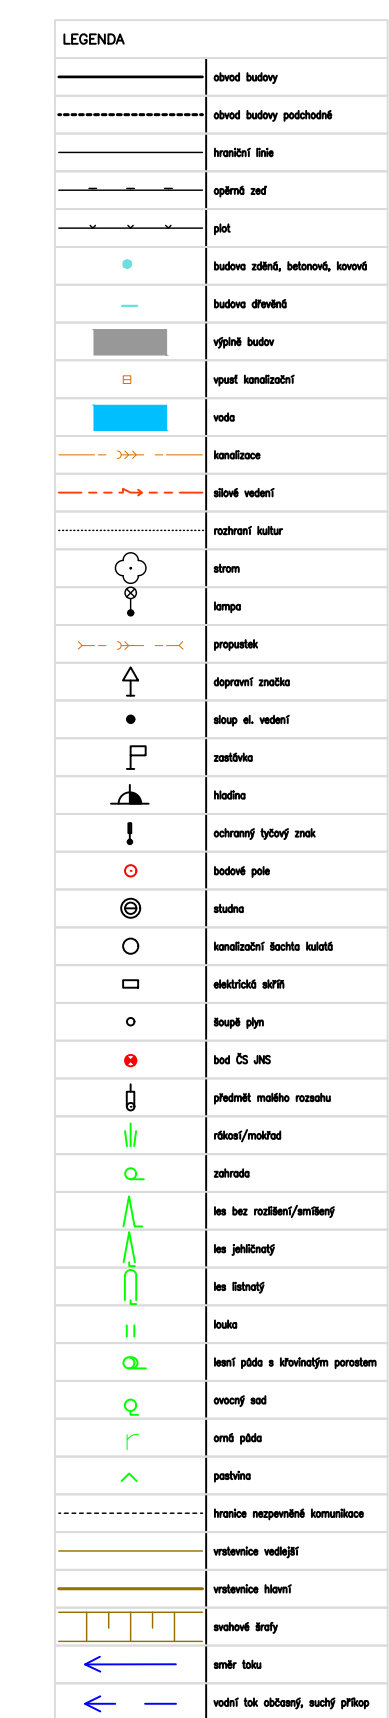 LEGENDA
obvod budovy
obvod budovy podchodné
hraniční linie
opěrná zeď
plot
budova zděná, betonová, kovová
budova dřevěná
výplně budov
vpusť kanalizační
voda
kanalizace
silové vedení
rozhraní kultur
strom
lampa
propustek
dopravní značka
sloup el. vedení
zastávka
hladina
ochranný tyčový znak
bodové pole
studna
kanalizační šachta kulatá
elektrická skříň
šoupě plyn
bod ČS JNS
předmět malého rozsahu
rákosí/mokřad
zahrada
les bez rozlišení/smíšený
les jehličnatý
les listnatý
louka
lesní půda s křovinatým porostem
ovocný sad
orná půda
pastvina
hranice nezpevněné komunikace
vrstevnice vedlejší
vrstevnice hlavní
svahové šrafy
směr toku
vodní tok občasný, suchý příkop